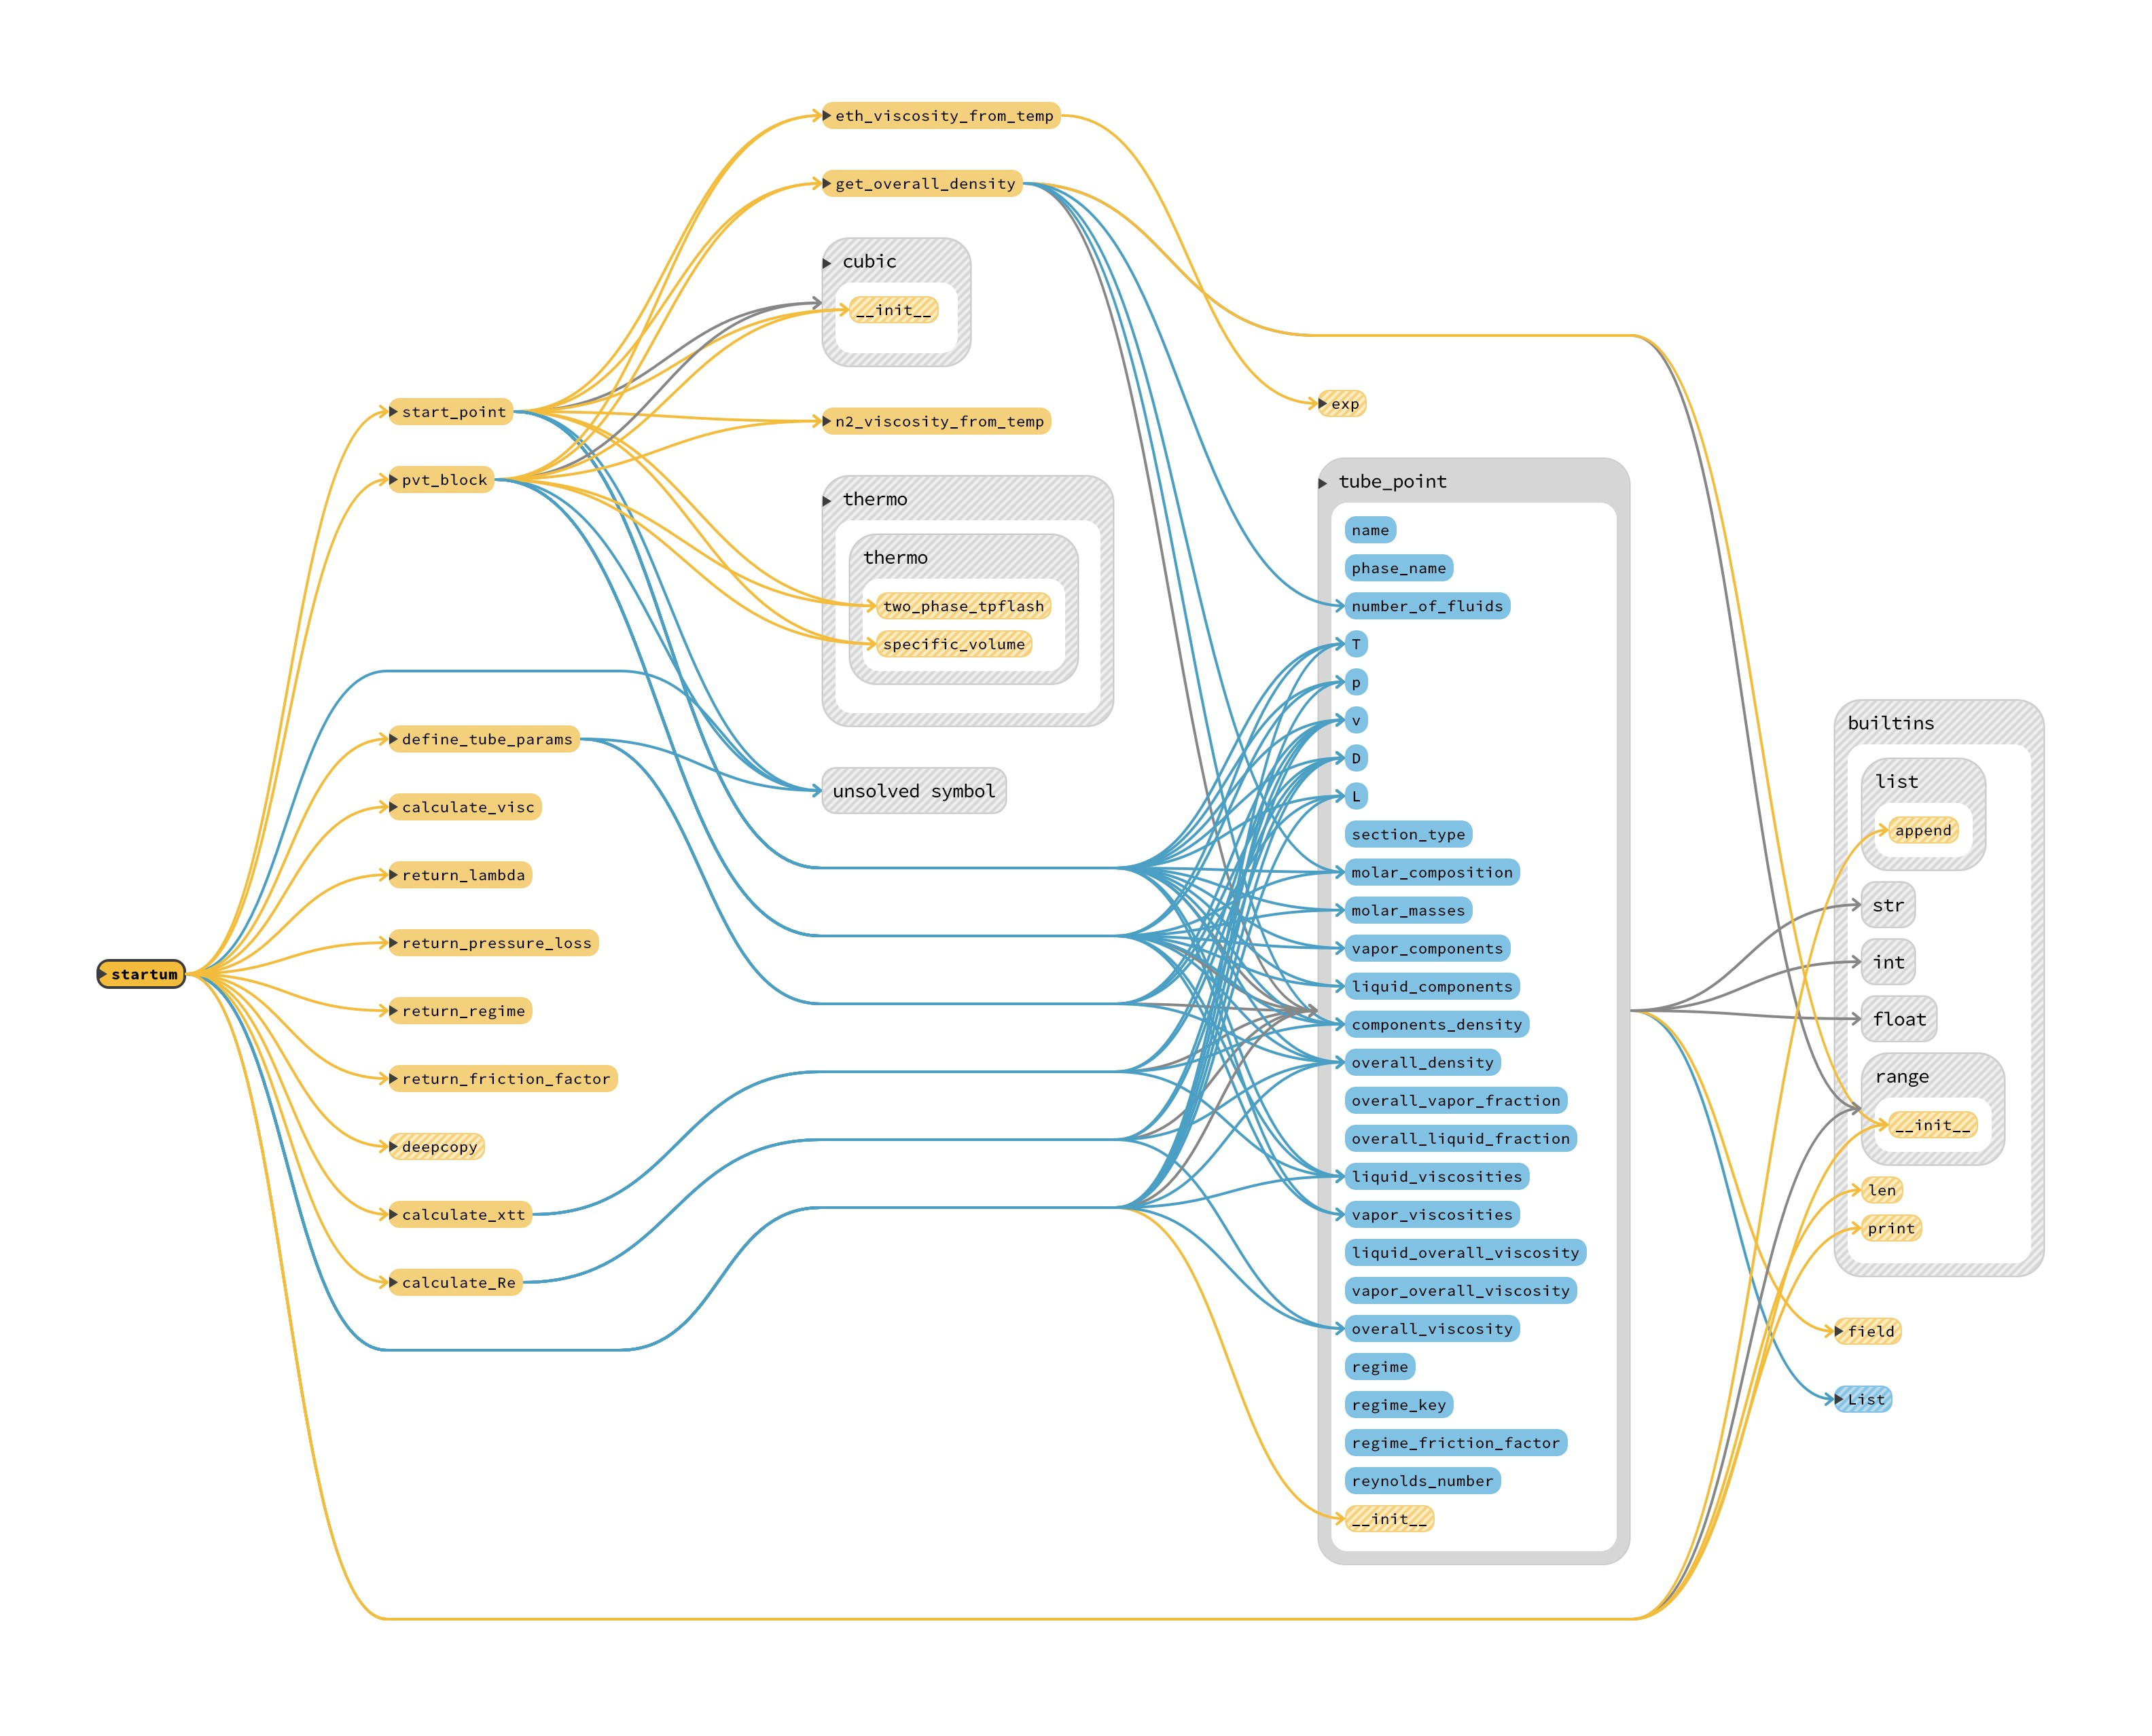 startum
start_point
pvt_block
define_tube_params
calculate_visc
return_lambda
return_pressure_loss
return_regime
return_friction_factor
deepcopy
calculate_xtt
calculate_Re
eth_viscosity_from_temp
get_overall_density
cubic
__init__
n2_viscosity_from_temp
thermo
thermo
two_phase_tpflash
specific_volume
unsolved symbol
exp
tube_point
name
phase_name
number_of_fluids
T
p
v
D
L
section_type
molar_composition
molar_masses
vapor_components
liquid_components
components_density
overall_density
overall_vapor_fraction
overall_liquid_fraction
liquid_viscosities
vapor_viscosities
liquid_overall_viscosity
vapor_overall_viscosity
overall_viscosity
regime
regime_key
regime_friction_factor
reynolds_number
__init__
builtins
list
append
str
int
float
range
__init__
len
print
field
List